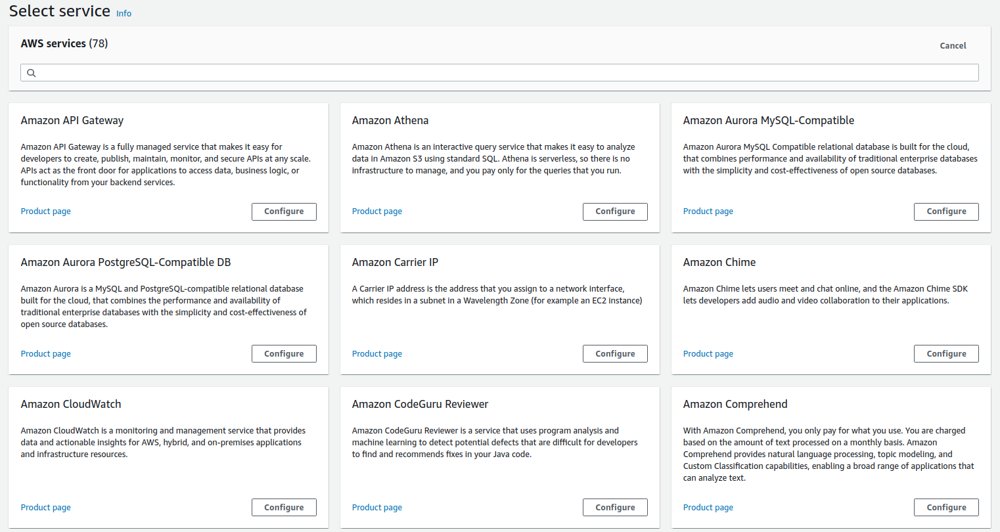 Select service Info
AWS services (78)
Cancel
Amazon API Gateway
Amazon API Gateway is a fully managed service that makes it easy for
developers to create, publish, maintain, monitor, and secure APIs at any scale.
APIs act as the front door for applications to access data, business logic, or
functionality from your backend services.
Product page
Configure
Amazon Athena
Amazon Athena is an interactive query service that makes it easy to analyze
data in Amazon S3 using standard SQL. Athena is serverless, so there is no
infrastructure to manage, and you pay only for the queries that you run.
Product page
Configure
Amazon Aurora MySQL-Compatible
Amazon Aurora MySQL Compatible relational database is built for the cloud,
that combines performance and availability of traditional enterprise databases
with the simplicity and cost-effectiveness of open source databases.
Product page
Configure
Amazon Aurora PostgreSQL-Compatible DB
Amazon Aurora is a MySQL and PostgreSQL-compatible relational database
built for the cloud, that combines the performance and availability of
traditional enterprise databases with the simplicity and cost-effectiveness of
open source databases.
Product page
Configure
Amazon Carrier IP
A Carrier IP address is the address that you assign to a network interface,
which resides in a subnet in a Wavelength Zone (for example an EC2 instance)
Product page
Configure
Amazon Chime
Amazon Chime lets users meet and chat online, and the Amazon Chime SDK
lets developers add audio and video collaboration to their applications.
Product page
Configure
Amazon CloudWatch
Amazon CloudWatch is a monitoring and management service that provides
data and actionable insights for AWS, hybrid, and on-premises applications
and infrastructure resources.
Product page
Configure
Amazon CodeGuru Reviewer
Amazon CodeGuru Reviewer is a service that uses program analysis and
machine learning to detect potential defects that are difficult for developers
to find and recommends fixes in your Java code.
Product page
Configure
Amazon Comprehend
With Amazon Comprehend, you only pay for what you use. You are charged
based on the amount of text processed on a monthly basis. Amazon
Comprehend provides natural language processing, topic modeling, and
Custom Classification capabilities, enabling a broad range of applications that
can analyze text.
Product page
Configure